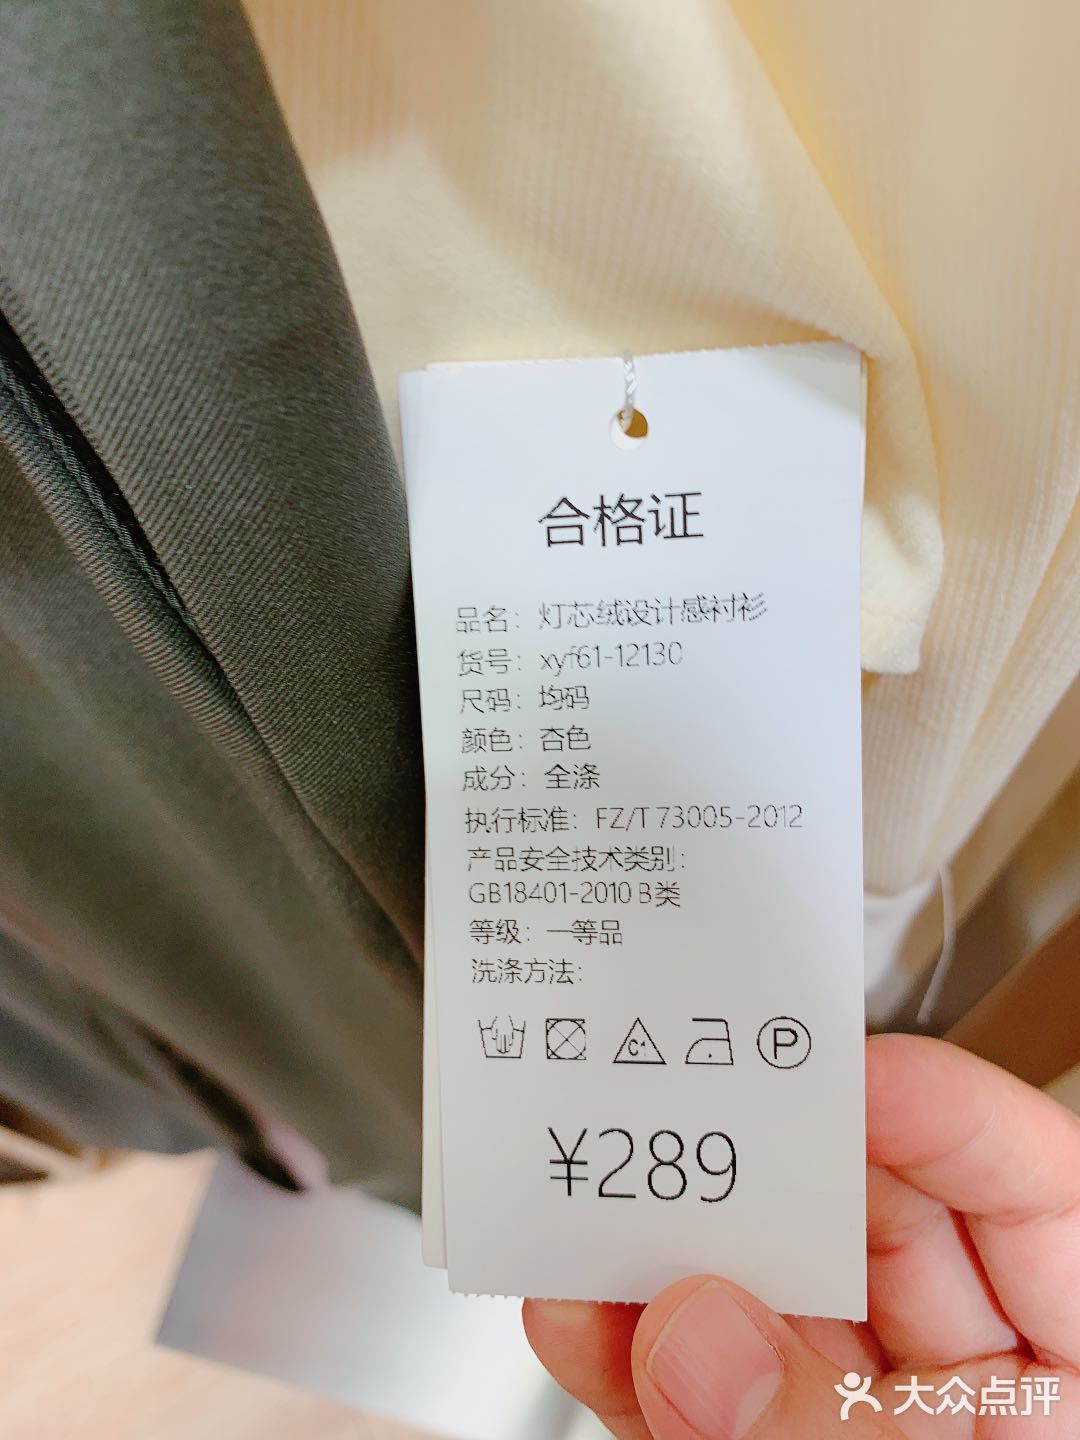 合格证
品名：灯芯绒设计感衬衫
货号：xyf61-12130
尺码：均码
颜色：杏色
成分：全涤
执行标准：FZ/T 73005-2012
产品安全技术类别：
GB18401-2010 B类
等级：一等品
洗涤方法：
C1 P
¥289
大众点评